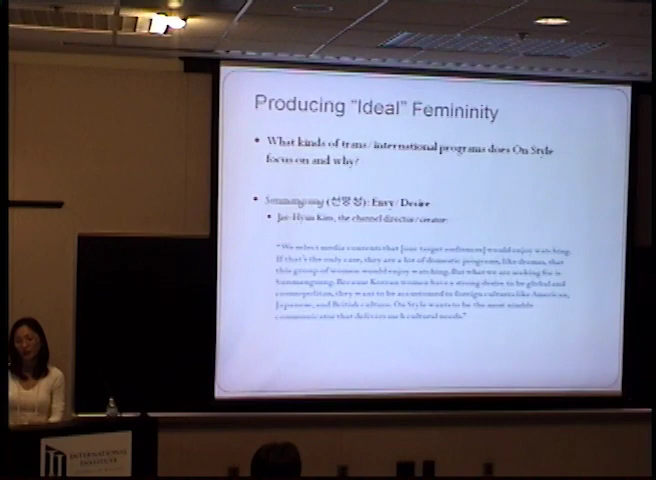 Producing "Ideal" Femininity
• What kinds of trans/international programs does On Style
focus on and why?
• Sunmangsung (선망성): Envy/Desire
• Jae-Hyun Kim, the channel director/creator:
"We select media contents that [our target audiences] would enjoy watching.
If that's the only case, they are a lot of domestic programs, like dramas, that
this group of women would enjoy watching. But what we are seeking for is
Sunmangsung. Because Korean women have a strong desire to be global and
cosmopolitan, they want to be accustomed to foreign cultures like American,
Japanese, and British culture. On Style wants to be the most nimble
communicator that delivers such cultural needs."
INTERNATIONAL
INSTITUTE